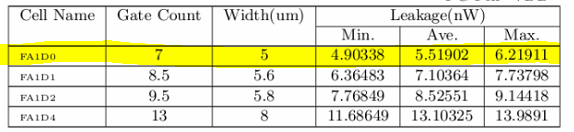 Cell Name Gate Count Width(um) Leakage(nW)
Min. Ave. Max.
FA1D0 7 5 4.90338 5.51902 6.21911
FA1D1 8.5 5.6 6.36483 7.10364 7.73798
FA1D2 9.5 5.8 7.76849 8.52551 9.14418
FA1D4 13 8 11.68649 13.10325 13.9891